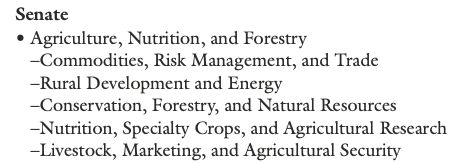 Senate
• Agriculture, Nutrition, and Forestry
–Commodities, Risk Management, and Trade
–Rural Development and Energy
–Conservation, Forestry, and Natural Resources
–Nutrition, Specialty Crops, and Agricultural Research
–Livestock, Marketing, and Agricultural Security